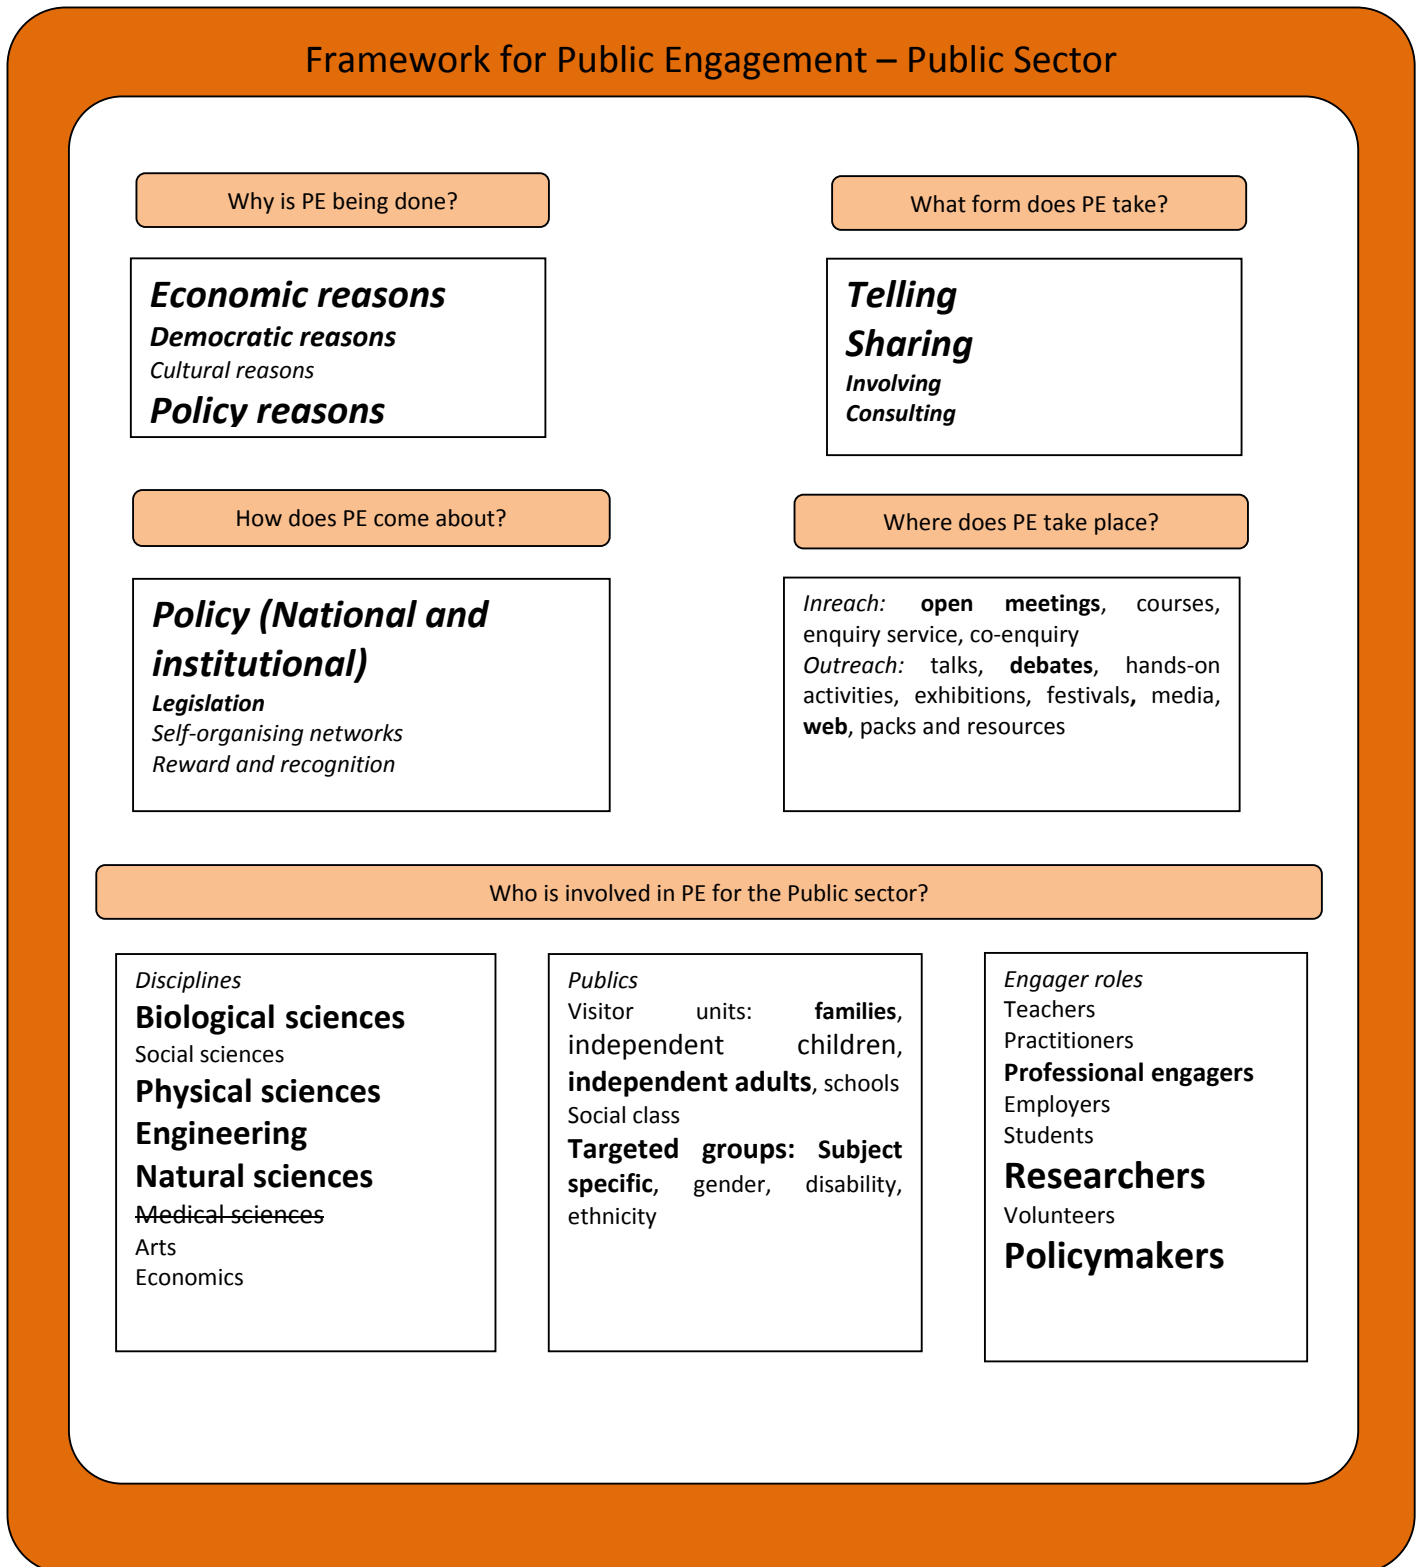 Framework for Public Engagement – Public Sector
Why is PE being done?
Economic reasons
Democratic reasons
Cultural reasons
Policy reasons
What form does PE take?
Telling
Sharing
Involving
Consulting
How does PE come about?
Policy (National and
institutional)
Legislation
Self-organising networks
Reward and recognition
Where does PE take place?
Inreach: open meetings, courses,
enquiry service, co-enquiry
Outreach: talks, debates, hands-on
activities, exhibitions, festivals, media,
web, packs and resources
Who is involved in PE for the Public sector?
Disciplines
Biological sciences
Social sciences
Physical sciences
Engineering
Natural sciences
Medical sciences
Arts
Economics
Publics
Visitor units: families,
independent children,
independent adults, schools
Social class
Targeted groups: Subject
specific, gender, disability,
ethnicity
Engager roles
Teachers
Practitioners
Professional engagers
Employers
Students
Researchers
Volunteers
Policymakers